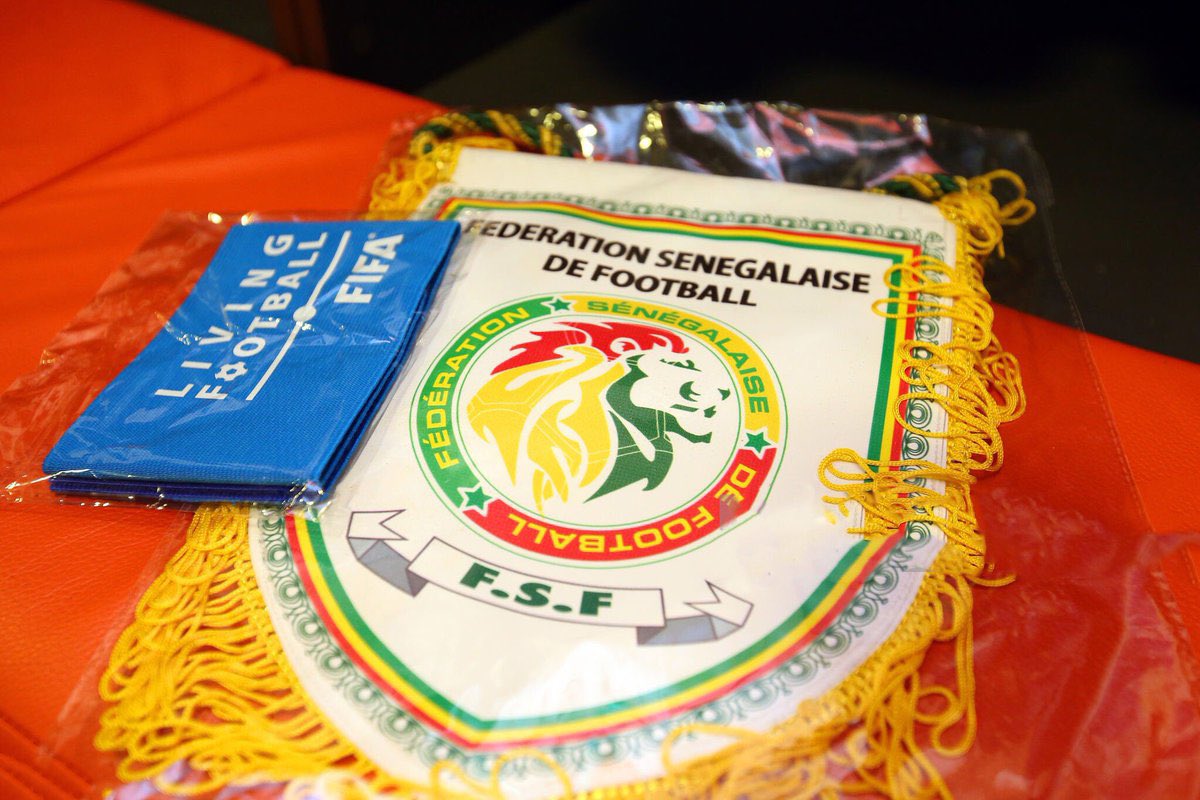 LIVING
FOOTBALL
FIFA®
FEDERATION SENEGALAISE
DE FOOTBALL
FÉDÉRATION SÉNÉGALAISE DE FOOTBALL
F.S.F